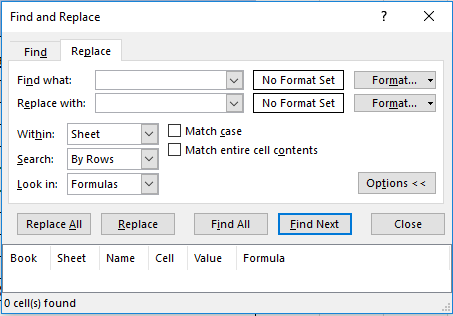 Find and Replace ?
Find Replace
Find what: No Format Set Format...
Replace with: No Format Set Format...
Within: Sheet Match case
Search: By Rows Match entire cell contents
Look in: Formulas Options <<
Replace All Replace Find All Find Next Close
Book Sheet Name Cell Value Formula
0 cell(s) found